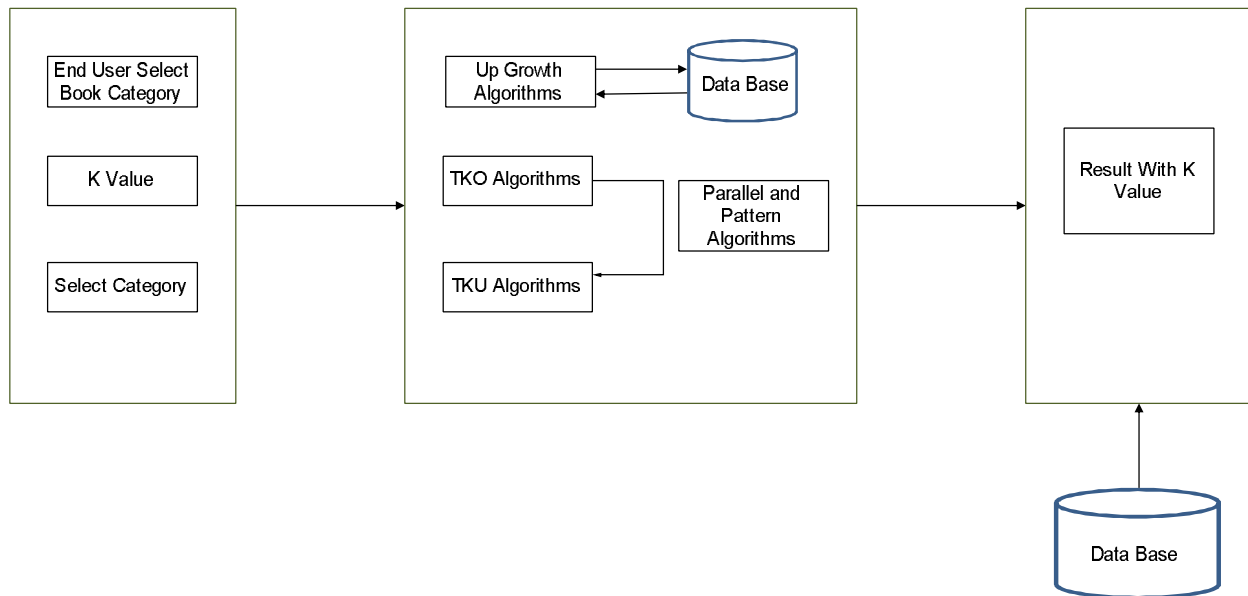 End User Select
Book Category
K Value
Select Category
Up Growth
Algorithms
Data Base
TKO Algorithms
Parallel and
Pattern
Algorithms
TKU Algorithms
Result With K
Value
Data Base